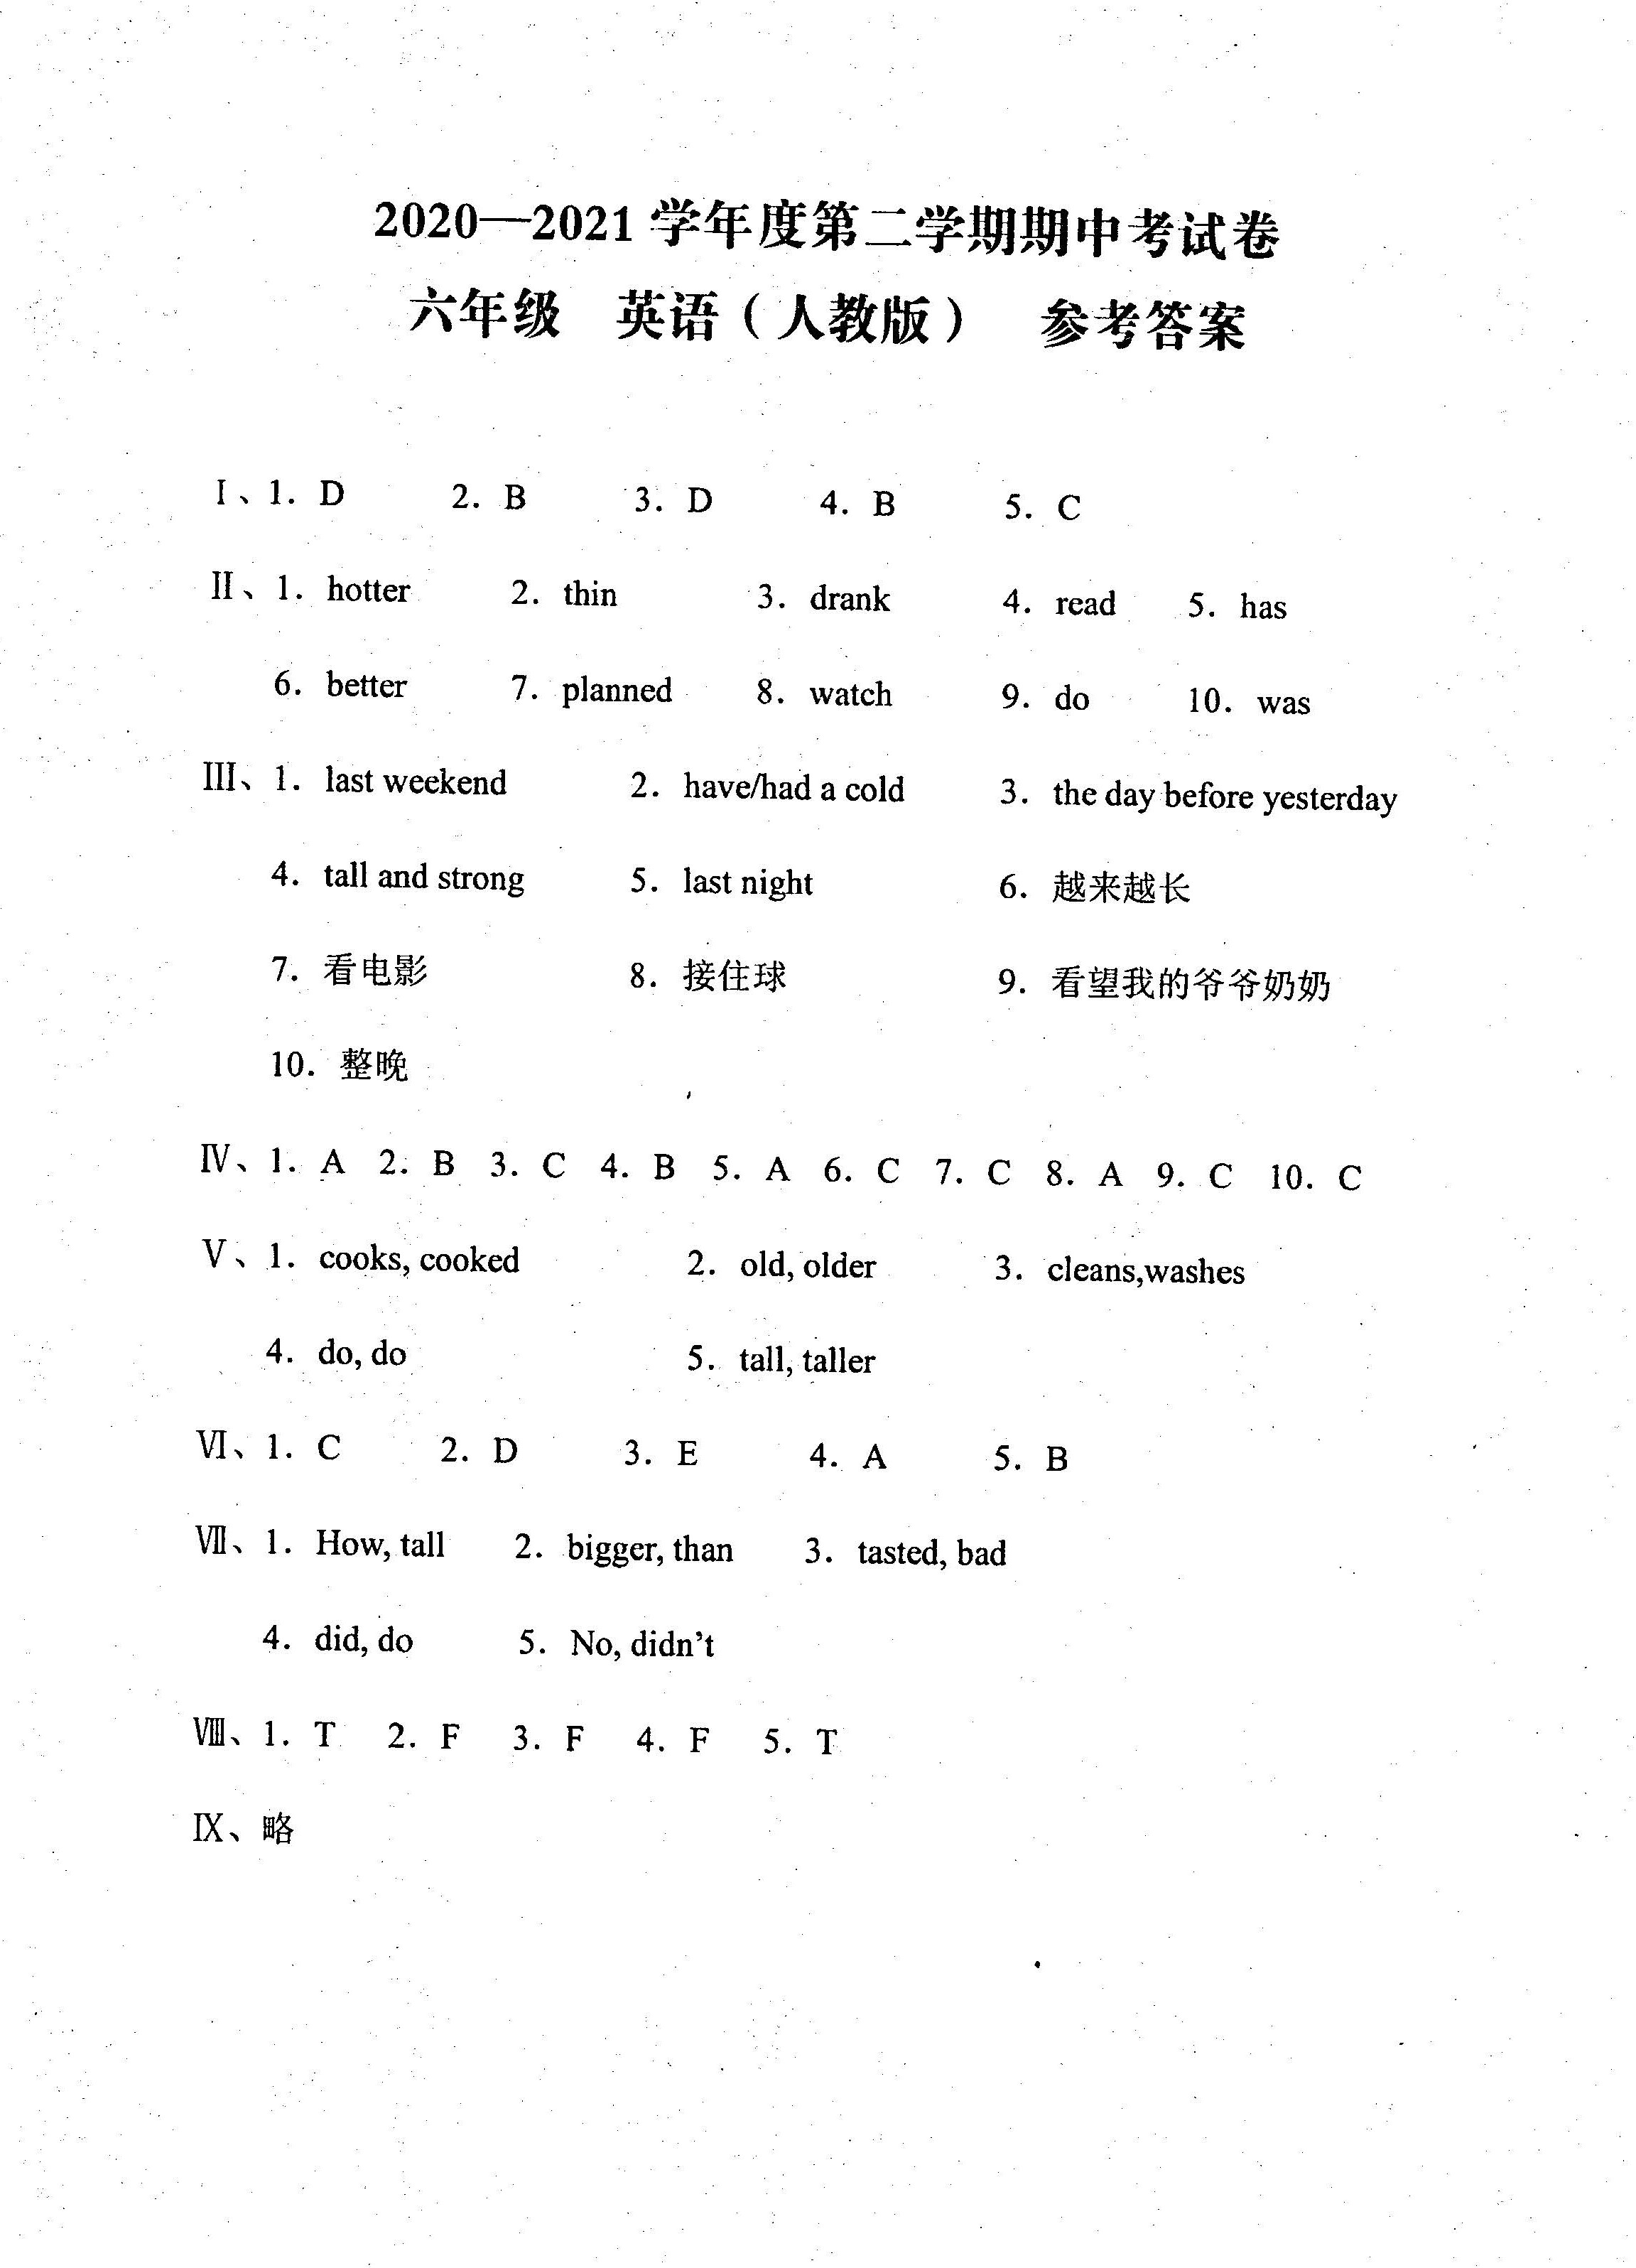 2020—2021 学年度第二学期期中考试卷
六年级 英语（人教版） 参考答案
Ⅰ、1. D 2. B 3. D 4. B 5. C
Ⅱ、1. hotter 2. thin 3. drank 4. read 5. has
6. better 7. planned 8. watch 9. do 10. was
Ⅲ、1. last weekend 2. have/had a cold 3. the day before yesterday
4. tall and strong 5. last night 6. 越来越长
7. 看电影 8. 接住球 9. 看望我的爷爷奶奶
10. 整晚
Ⅳ、1. A 2. B 3. C 4. B 5. A 6. C 7. C 8. A 9. C 10. C
Ⅴ、1. cooks, cooked 2. old, older 3. cleans,washes
4. do, do 5. tall, taller
Ⅵ、1. C 2. D 3. E 4. A 5. B
Ⅶ、1. How, tall 2. bigger, than 3. tasted, bad
4. did, do 5. No, didn't
Ⅷ、1. T 2. F 3. F 4. F 5. T
Ⅸ、略